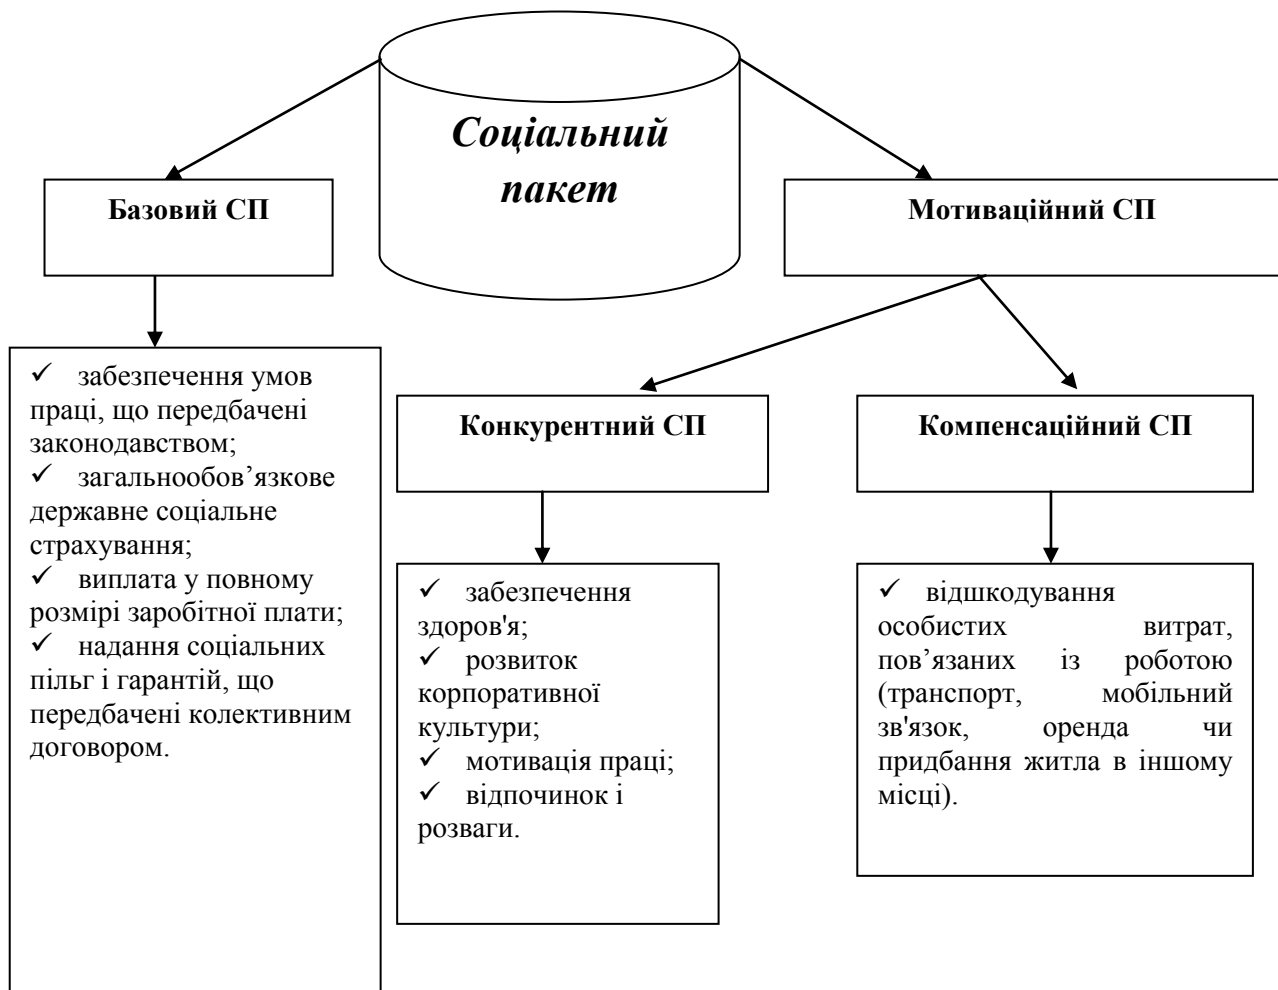 Соціальний
пакет
Базовий СП
Мотиваційний СП
✓ забезпечення умов
праці, що передбачені
законодавством;
✓ загальнообов’язкове
державне соціальне
страхування;
✓ виплата у повному
розмірі заробітної плати;
✓ надання соціальних
пільг і гарантій, що
передбачені колективним
договором.
Конкурентний СП
✓ забезпечення
здоров'я;
✓ розвиток
корпоративної
культури;
✓ мотивація праці;
✓ відпочинок і
розваги.
Компенсаційний СП
✓ відшкодування
особистих витрат,
пов’язаних із роботою
(транспорт, мобільний
зв'язок, оренда чи
придбання житла в іншому
місці).